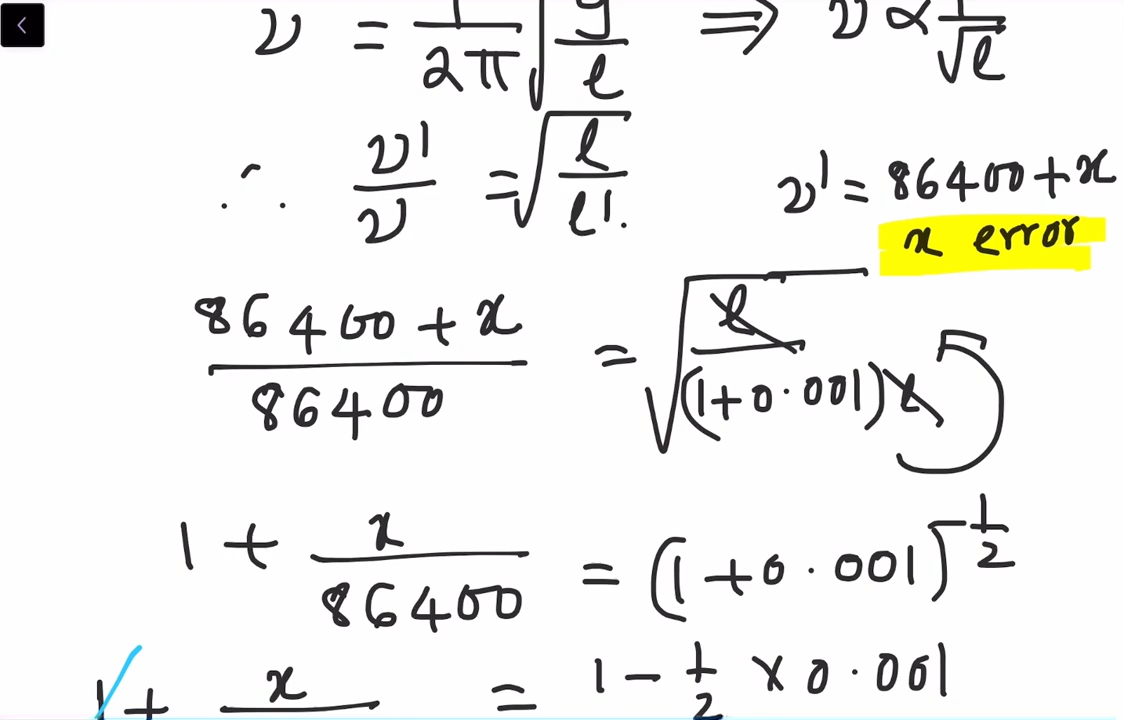 ν = 1/2π √(g/l) ⟹ ν ∝ 1/√l
∴ ν'/ν = √(l/l').
ν' = 86400 + x
x error
(86400 + x)/86400 = √(l/((1+0.001)l))
1 + x/86400 = (1+0.001)^(-1/2)
1 + x = 1 - 1/2 × 0.001